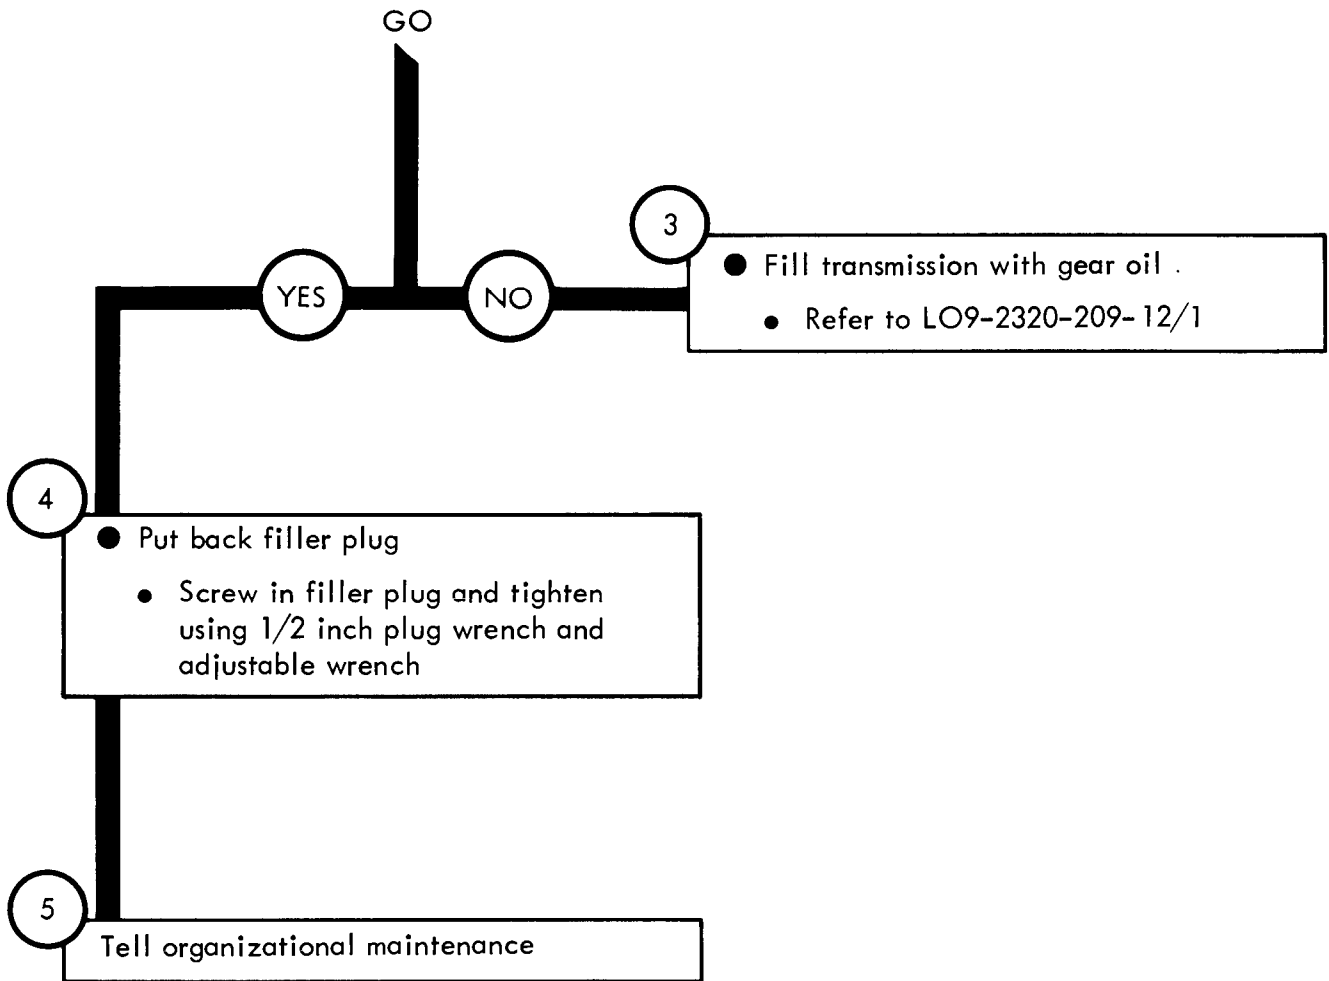 GO
YES
NO
3
● Fill transmission with gear oil .
● Refer to LO9-2320-209-12/1
4
● Put back filler plug
● Screw in filler plug and tighten
using 1/2 inch plug wrench and
adjustable wrench
5
Tell organizational maintenance